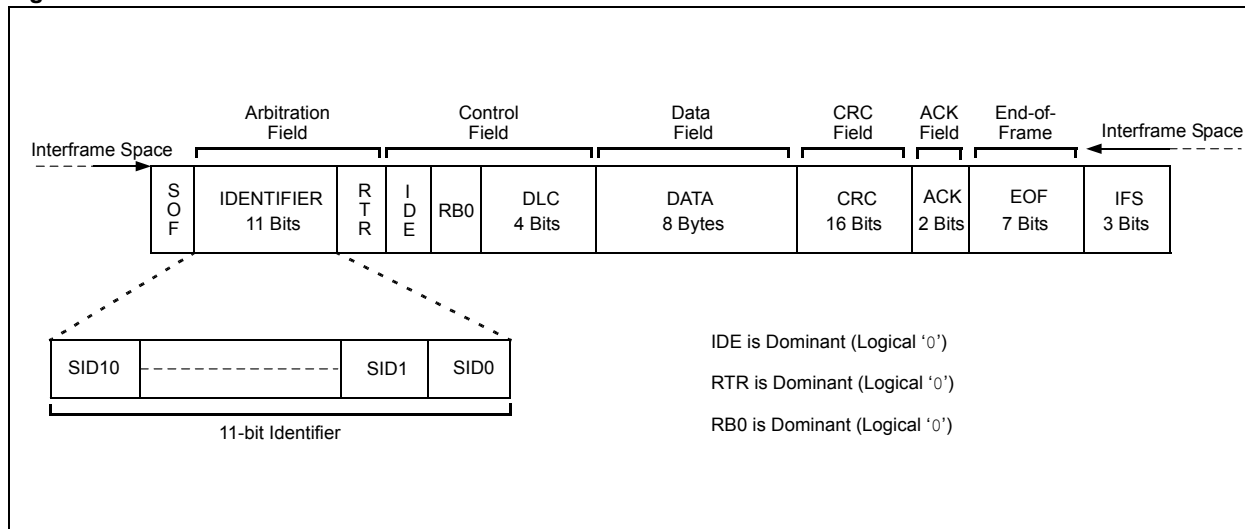 Arbitration
Field
Control
Field
Data
Field
CRC
Field
ACK
Field
End-of-
Frame
Interframe Space
Interframe Space
SOF
IDENTIFIER
11 Bits
RTR
IDE
RB0
DLC
4 Bits
DATA
8 Bytes
CRC
16 Bits
ACK
2 Bits
EOF
7 Bits
IFS
3 Bits
SID10
SID1
SID0
11-bit Identifier
IDE is Dominant (Logical ‘0’)
RTR is Dominant (Logical ‘0’)
RB0 is Dominant (Logical ‘0’)